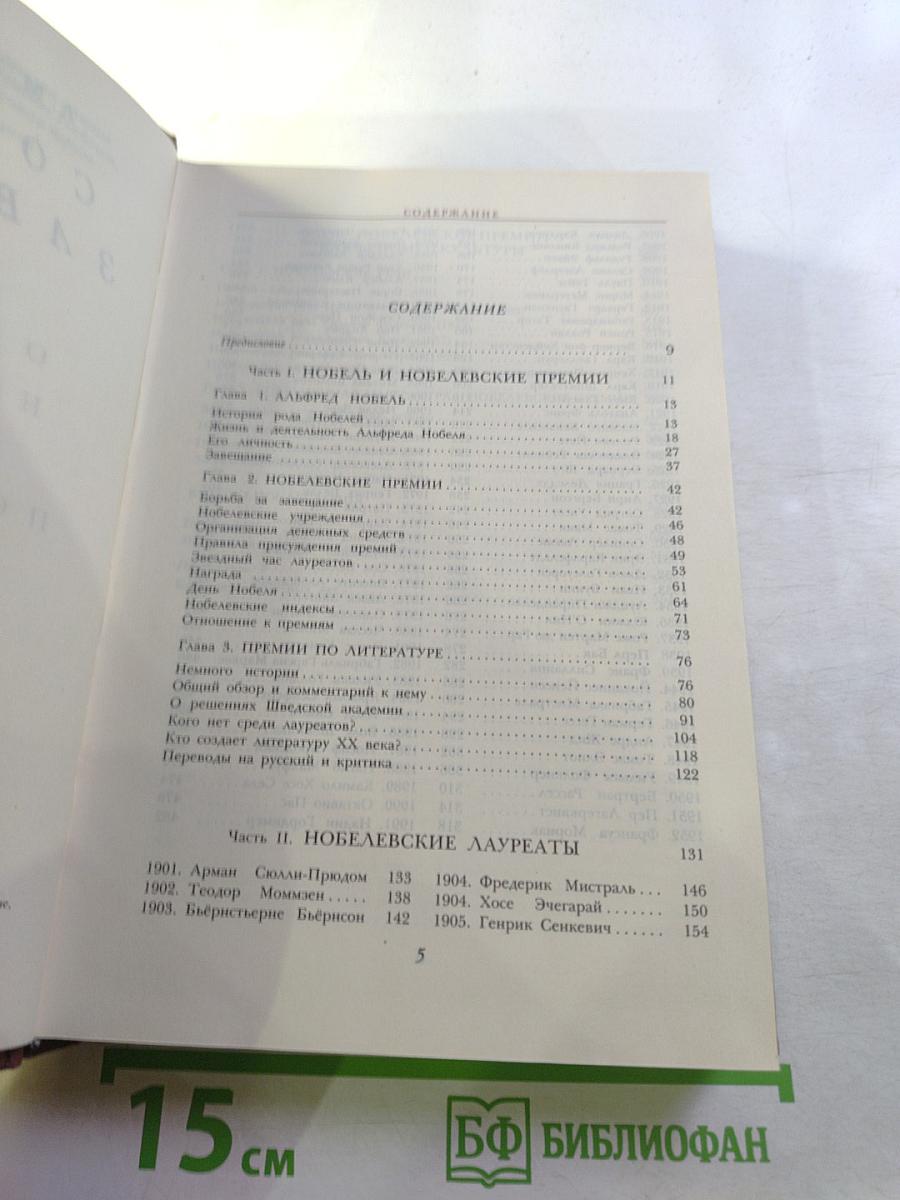 СОДЕРЖАНИЕ
СОДЕРЖАНИЕ
Предисловие ........ 9
Часть I. НОБЕЛЬ И НОБЕЛЕВСКИЕ ПРЕМИИ 11
Глава 1. АЛЬФРЕД НОБЕЛЬ ........ 13
История рода Нобелей ........ 13
Жизнь и деятельность Альфреда Нобеля ........ 18
Его личность ........ 27
Завещание ........ 37
Глава 2. НОБЕЛЕВСКИЕ ПРЕМИИ ........ 42
Борьба за завещание ........ 42
Нобелевские учреждения ........ 46
Организация денежных средств ........ 48
Правила присуждения премий ........ 49
Звездный час лауреатов ........ 53
Награда ........ 61
День Нобеля ........ 64
Нобелевские индексы ........ 71
Отношение к премиям ........ 73
Глава 3. ПРЕМИИ ПО ЛИТЕРАТУРЕ ........ 76
Немного истории ........ 76
Общий обзор и комментарий к нему ........ 80
О решениях Шведской академии ........ 91
Кого нет среди лауреатов? ........ 104
Кто создает литературу XX века? ........ 118
Переводы на русский и критика ........ 122
Часть II. НОБЕЛЕВСКИЕ ЛАУРЕАТЫ 131
1901. Арман Сюлли-Прюдом 133
1902. Теодор Моммзен ..... 138
1903. Бьёрнстьерне Бьёрнсон 142
1904. Фредерик Мистраль ... 146
1904. Хосе Эчегарай ....... 150
1905. Генрик Сенкевич ...... 154
5
15 см
БФ БИБЛИОФАН